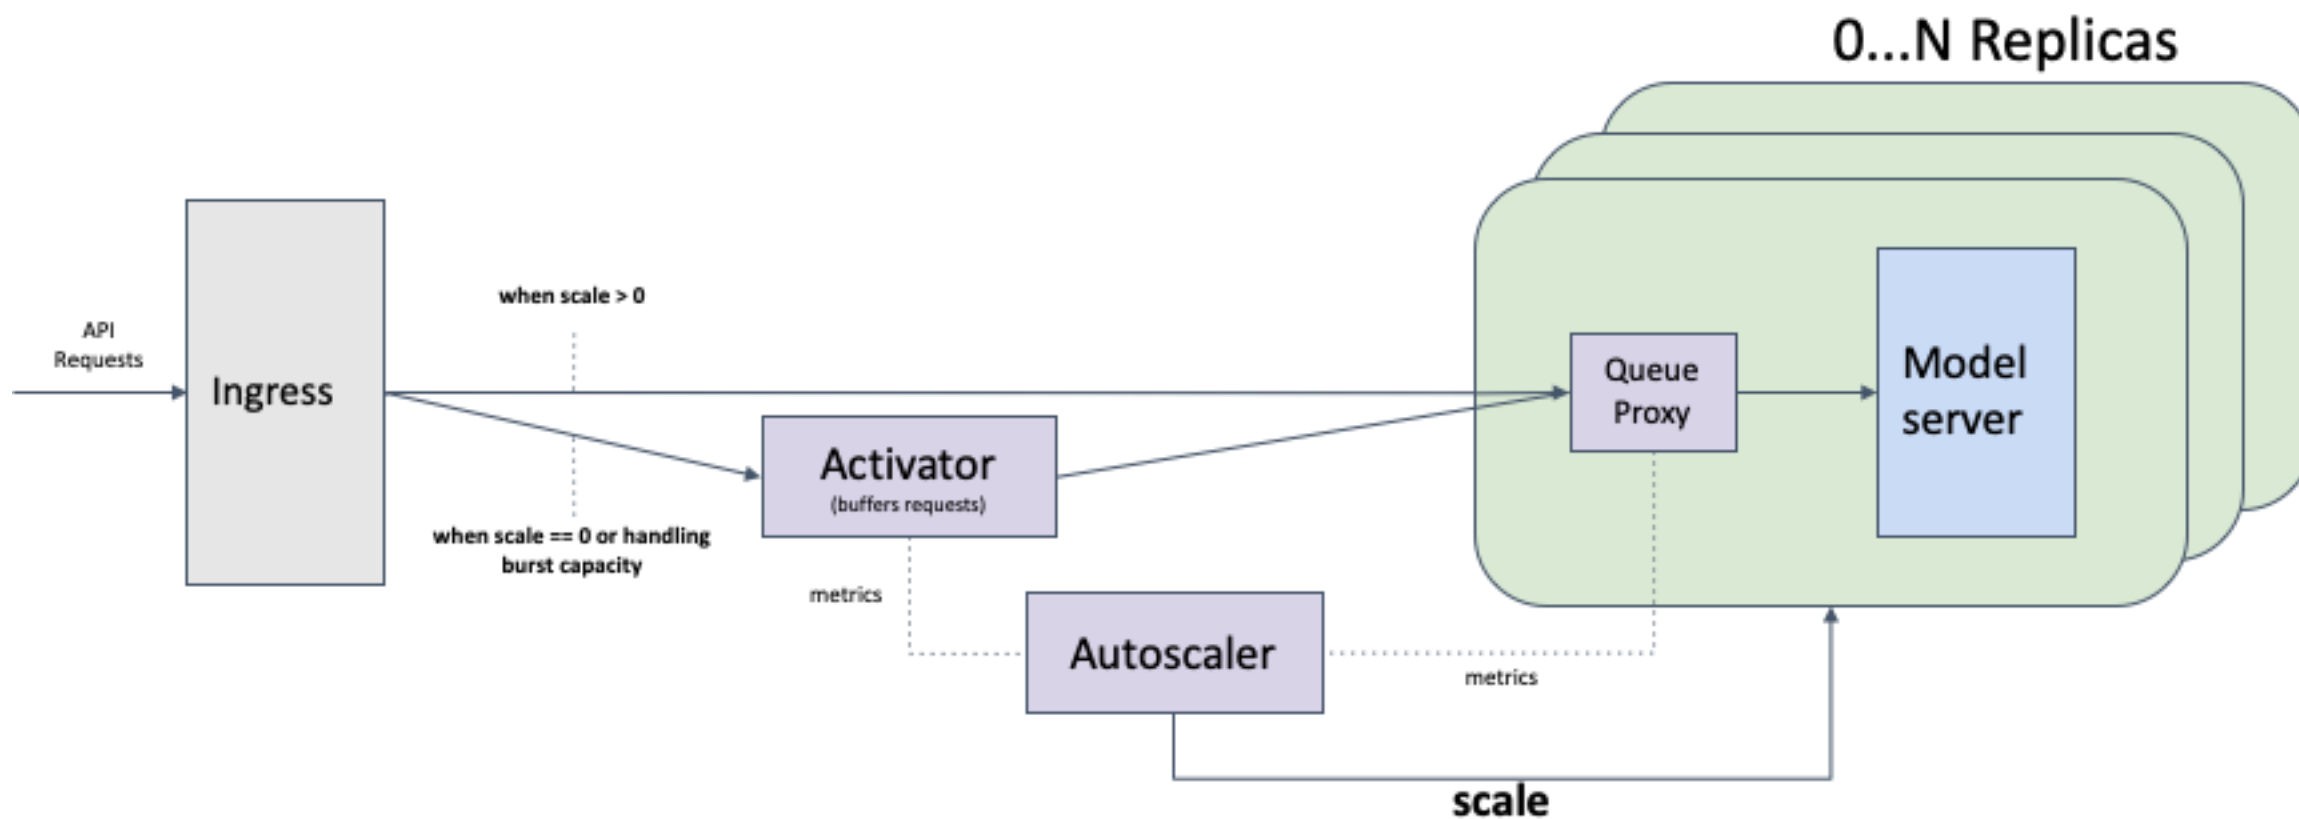 0...N Replicas
when scale > 0
API
Requests
Ingress
Queue
Proxy
Model
server
Activator
(buffers requests)
when scale == 0 or handling
burst capacity
metrics
Autoscaler
metrics
scale